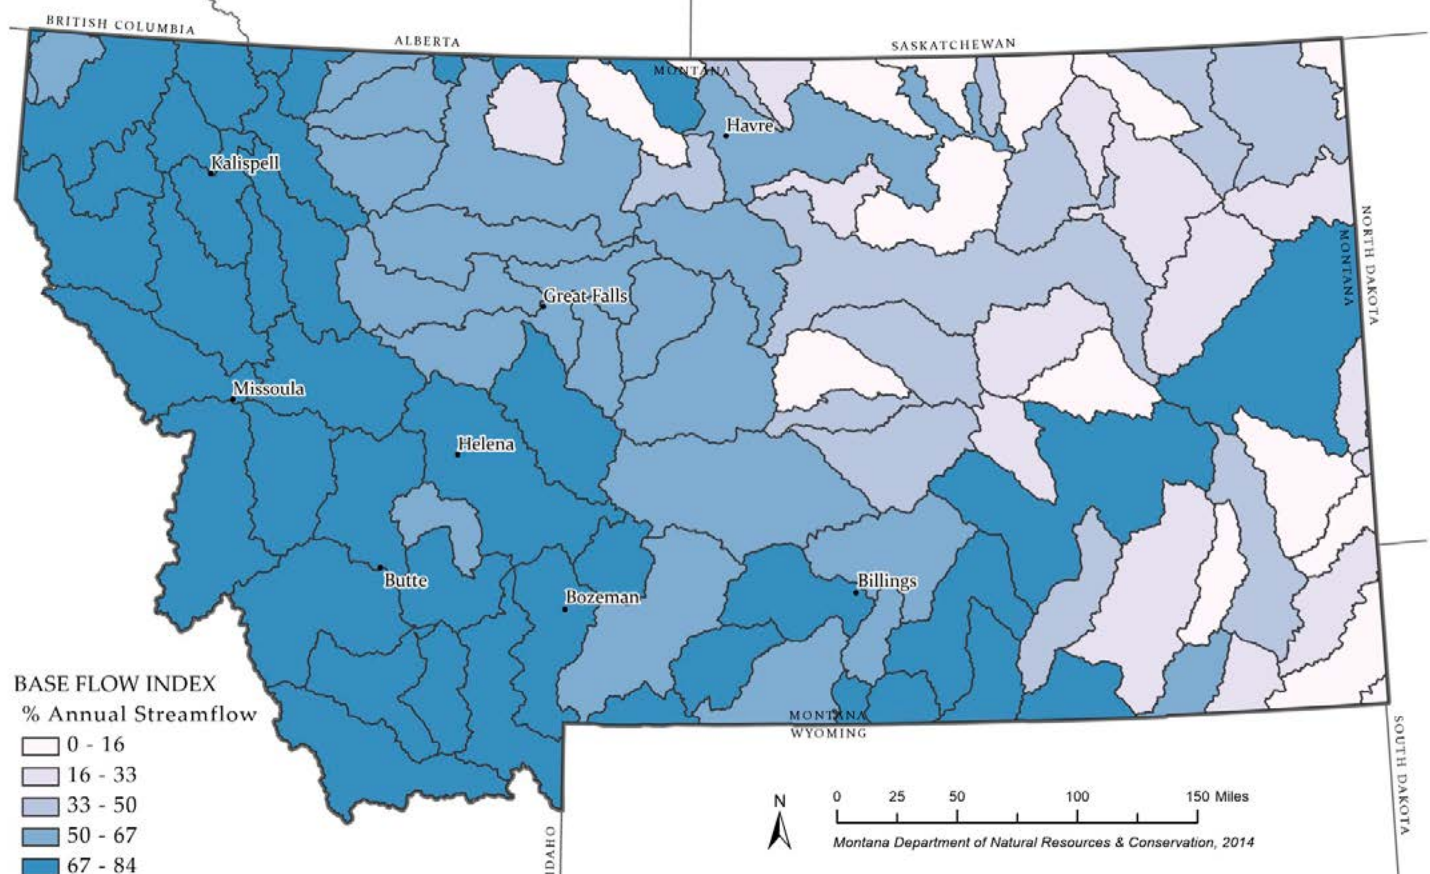 BRITISH COLUMBIA
ALBERTA
SASKATCHEWAN
MONTANA
Havre
Kalispell
NORTH DAKOTA
MONTANA
Great Falls
Missoula
Helena
Butte
Billings
Bozeman
BASE FLOW INDEX
% Annual Streamflow
0 - 16
16 - 33
33 - 50
50 - 67
67 - 84
MONTANA
WYOMING
SOUTH DAKOTA
IDAHO
N
0 25 50 100 150 Miles
Montana Department of Natural Resources & Conservation, 2014